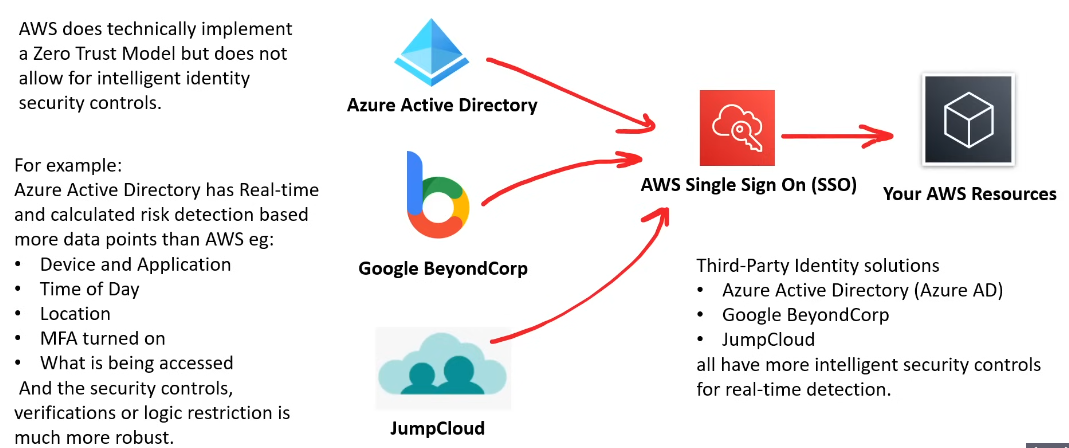 AWS does technically implement
a Zero Trust Model but does not
allow for intelligent identity
security controls.
For example:
Azure Active Directory has Real-time
and calculated risk detection based
more data points than AWS eg:
• Device and Application
• Time of Day
• Location
• MFA turned on
• What is being accessed
And the security controls,
verifications or logic restriction is
much more robust.
Azure Active Directory
Google BeyondCorp
JumpCloud
AWS Single Sign On (SSO)
Your AWS Resources
Third-Party Identity solutions
• Azure Active Directory (Azure AD)
• Google BeyondCorp
• JumpCloud
all have more intelligent security controls
for real-time detection.